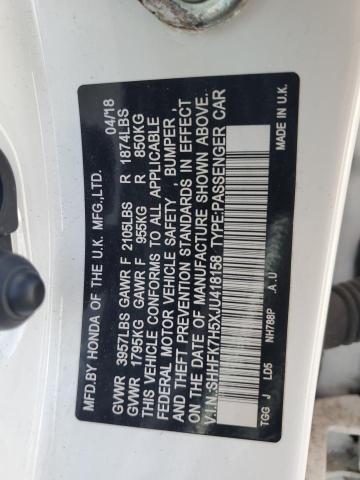 MFD.BY HONDA OF THE U.K. MFG.,LTD. 04/18
GVWR 3957LBS GAWR F 2105LBS R 1874LBS
GVWR 1795KG GAWR F 955KG R 850KG
THIS VEHICLE CONFORMS TO ALL APPLICABLE
FEDERAL MOTOR VEHICLE SAFETY , BUMPER,
AND THEFT PREVENTION STANDARDS IN EFFECT
ON THE DATE OF MANUFACTURE SHOWN ABOVE.
V.I.N.:SHHFK7H5XJU418158 TYPE:PASSENGER CAR
NH788P A.U MADE IN U.K.
TGG J LD5